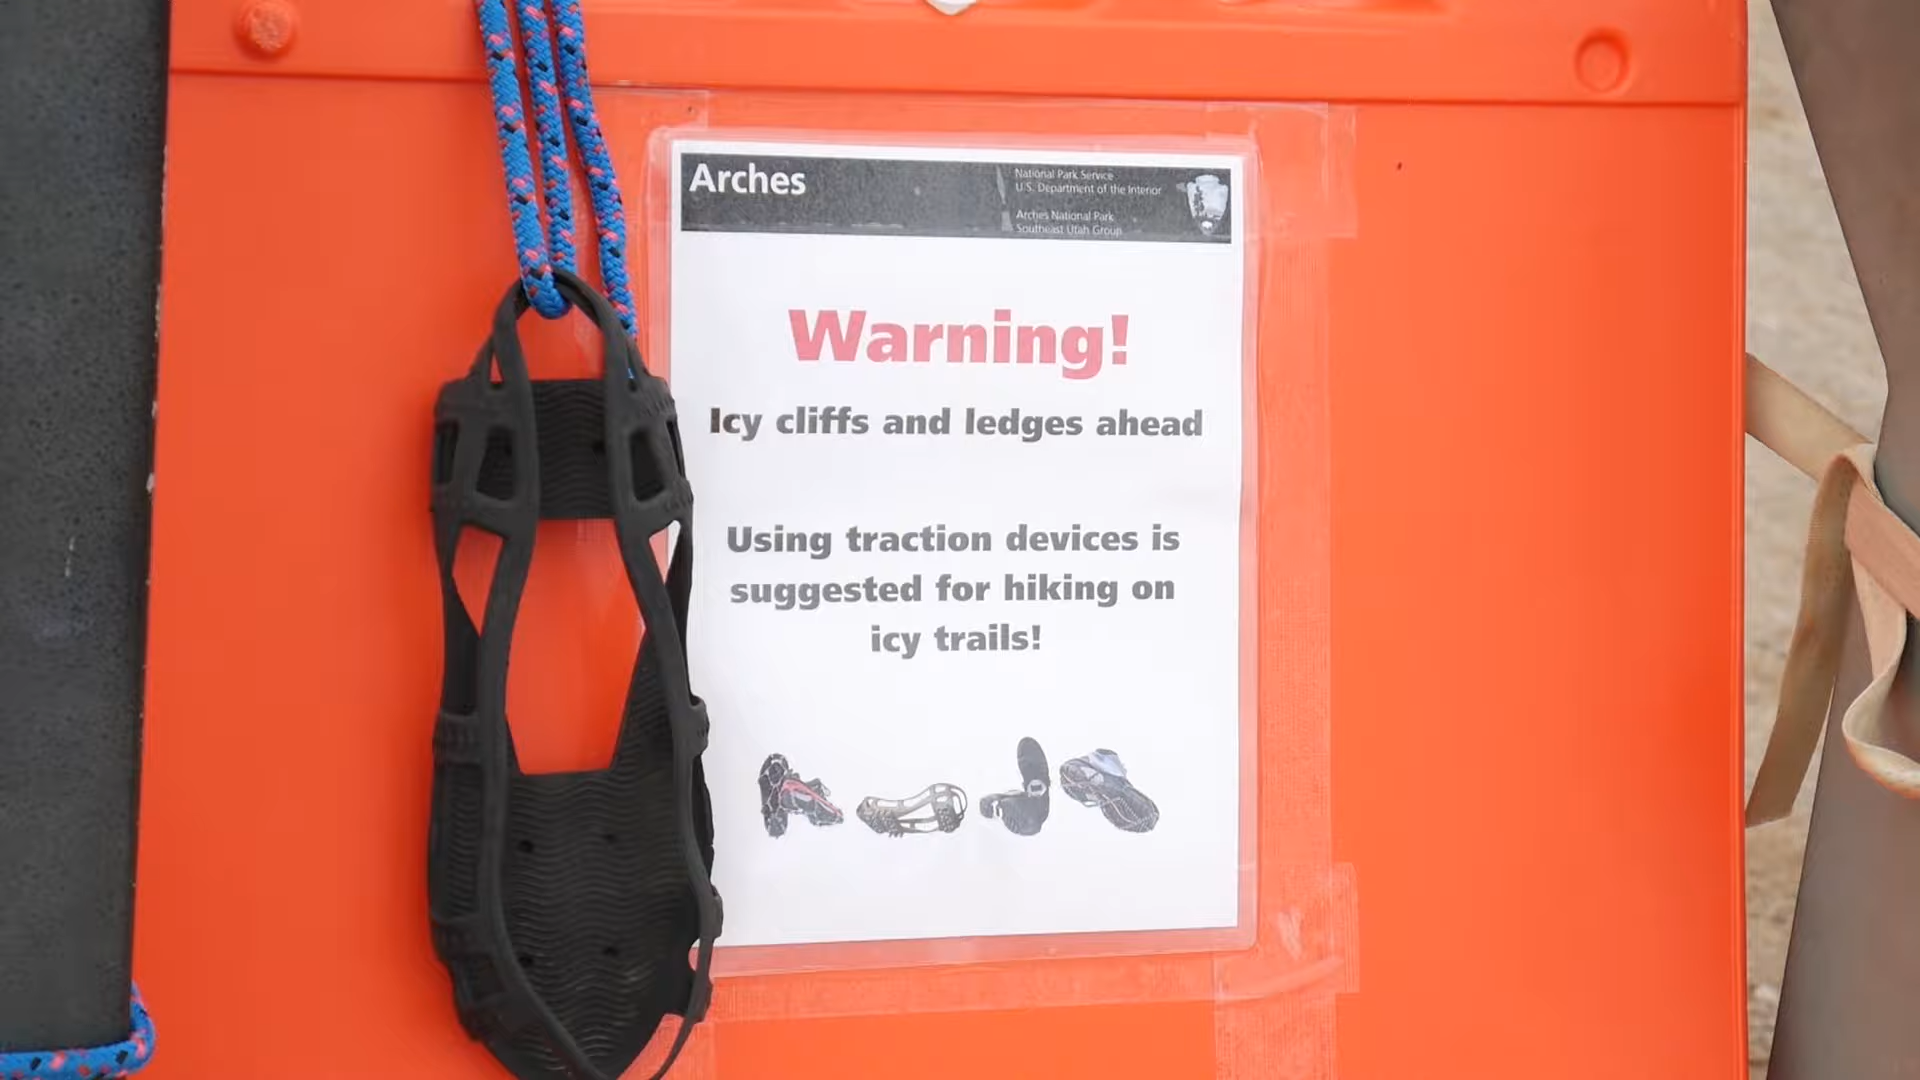 Arches
National Park Service
U.S. Department of the Interior
Arches National Park
Southeast Utah Group
Warning!
Icy cliffs and ledges ahead
Using traction devices is
suggested for hiking on
icy trails!